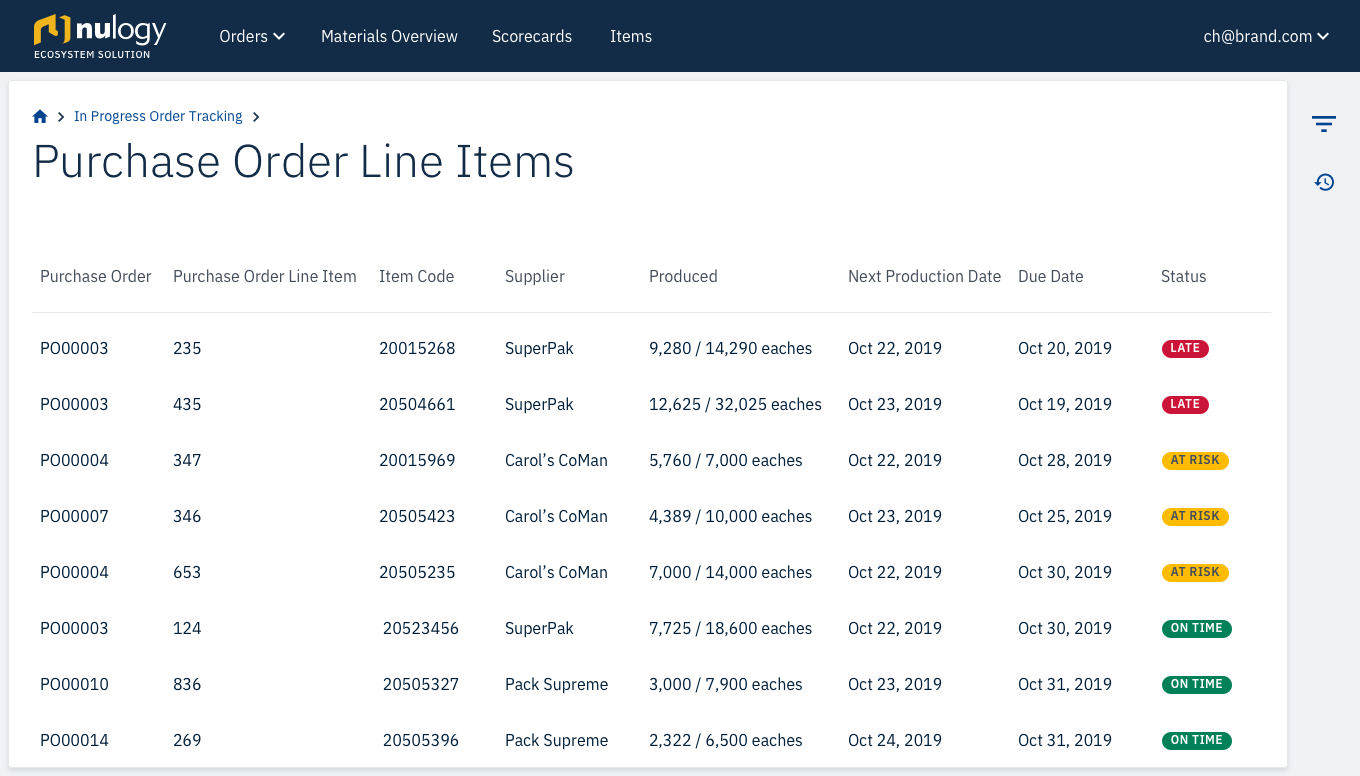 nulogy
ECOSYSTEM SOLUTION
Orders Materials Overview Scorecards Items ch@brand.com
In Progress Order Tracking
Purchase Order Line Items
Purchase Order Purchase Order Line Item Item Code Supplier Produced Next Production Date Due Date Status
PO00003 235 20015268 SuperPak 9,280 / 14,290 eaches Oct 22, 2019 Oct 20, 2019 LATE
PO00003 435 20504661 SuperPak 12,625 / 32,025 eaches Oct 23, 2019 Oct 19, 2019 LATE
PO00004 347 20015969 Carol’s CoMan 5,760 / 7,000 eaches Oct 22, 2019 Oct 28, 2019 AT RISK
PO00007 346 20505423 Carol’s CoMan 4,389 / 10,000 eaches Oct 23, 2019 Oct 25, 2019 AT RISK
PO00004 653 20505235 Carol’s CoMan 7,000 / 14,000 eaches Oct 22, 2019 Oct 30, 2019 AT RISK
PO00003 124 20523456 SuperPak 7,725 / 18,600 eaches Oct 22, 2019 Oct 30, 2019 ON TIME
PO00010 836 20505327 Pack Supreme 3,000 / 7,900 eaches Oct 23, 2019 Oct 31, 2019 ON TIME
PO00014 269 20505396 Pack Supreme 2,322 / 6,500 eaches Oct 24, 2019 Oct 31, 2019 ON TIME